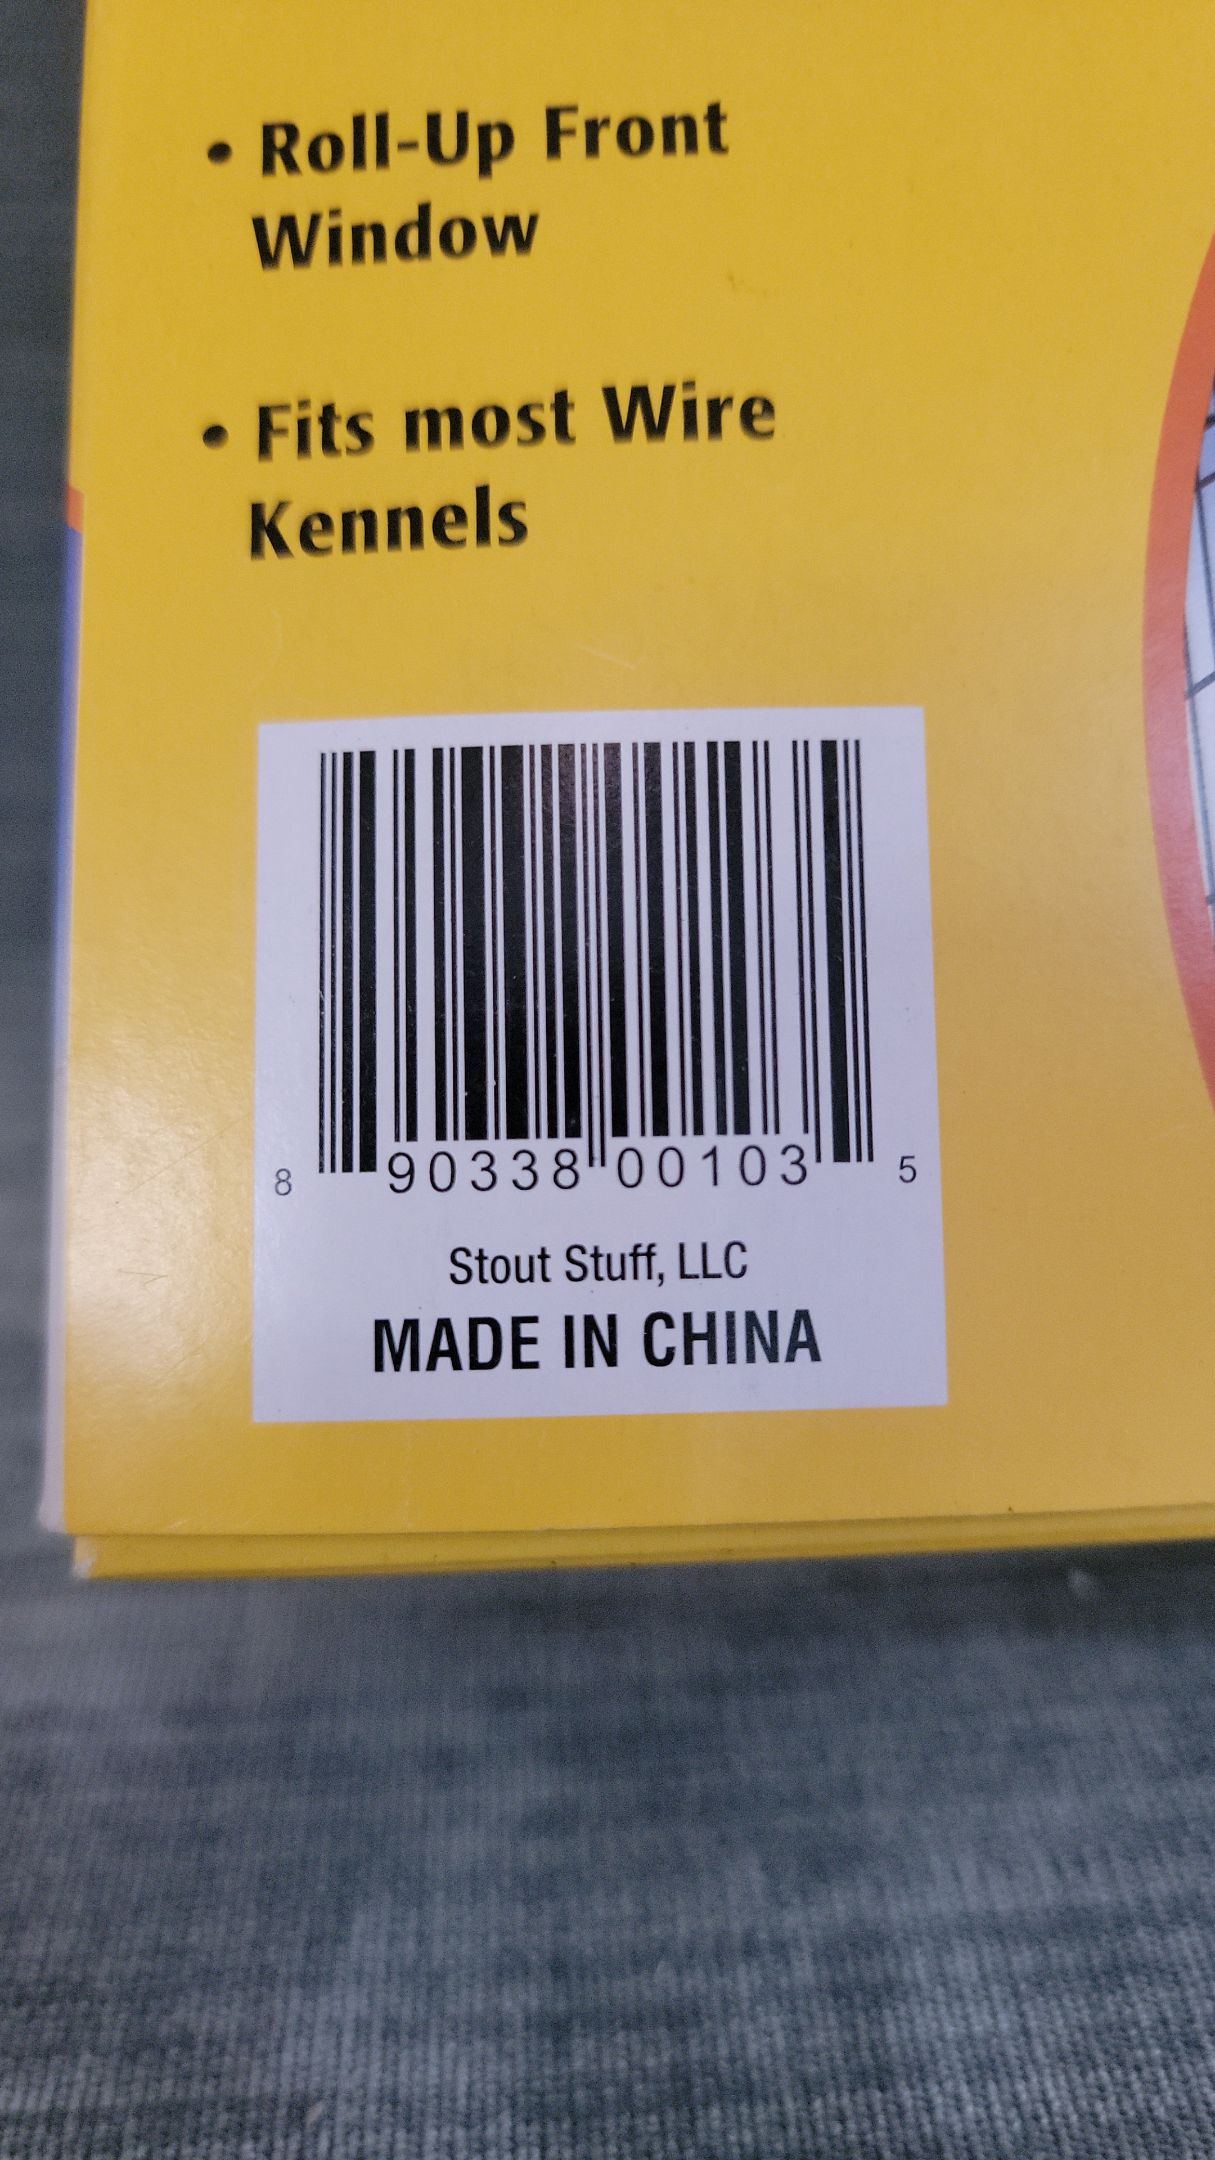 • Roll-Up Front
Window
• Fits most Wire
Kennels
8 90338 00103 5
Stout Stuff, LLC
MADE IN CHINA